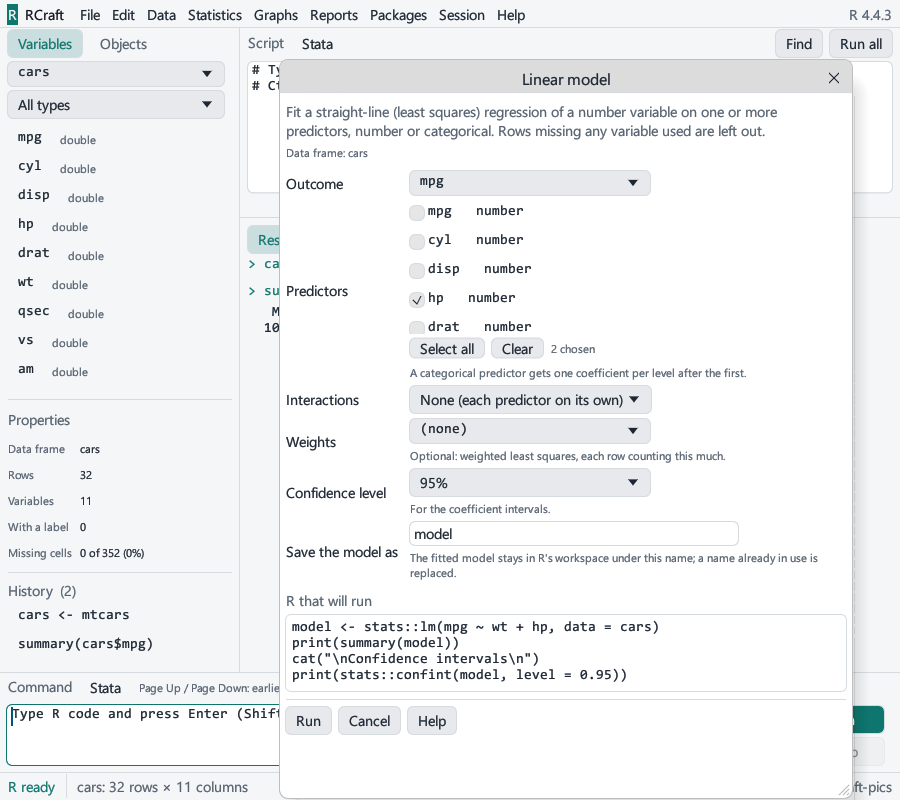 R RCraft File Edit Data Statistics Graphs Reports Packages Session Help R 4.4.3
Variables Objects
cars
All types
mpg double
cyl double
disp double
hp double
drat double
wt double
qsec double
vs double
am double
Properties
Data frame cars
Rows 32
Variables 11
With a label 0
Missing cells 0 of 352 (0%)
History (2)
cars <- mtcars
summary(cars$mpg)
Script Stata Find Run all
# Ty
# Ct
Res
> ca
> su
M
10
Linear model
Fit a straight-line (least squares) regression of a number variable on one or more
predictors, number or categorical. Rows missing any variable used are left out.
Data frame: cars
Outcome mpg
Predictors
mpg number
cyl number
disp number
hp number
drat number
Select all Clear 2 chosen
A categorical predictor gets one coefficient per level after the first.
Interactions None (each predictor on its own)
Weights (none)
Optional: weighted least squares, each row counting this much.
Confidence level 95%
For the coefficient intervals.
Save the model as model
The fitted model stays in R's workspace under this name; a name already in use is
replaced.
R that will run
model <- stats::lm(mpg ~ wt + hp, data = cars)
print(summary(model))
cat("\nConfidence intervals\n")
print(stats::confint(model, level = 0.95))
Run Cancel Help
Command Stata Page Up / Page Down: earlie
Type R code and press Enter (Shift
R ready cars: 32 rows × 11 columns ft-pics